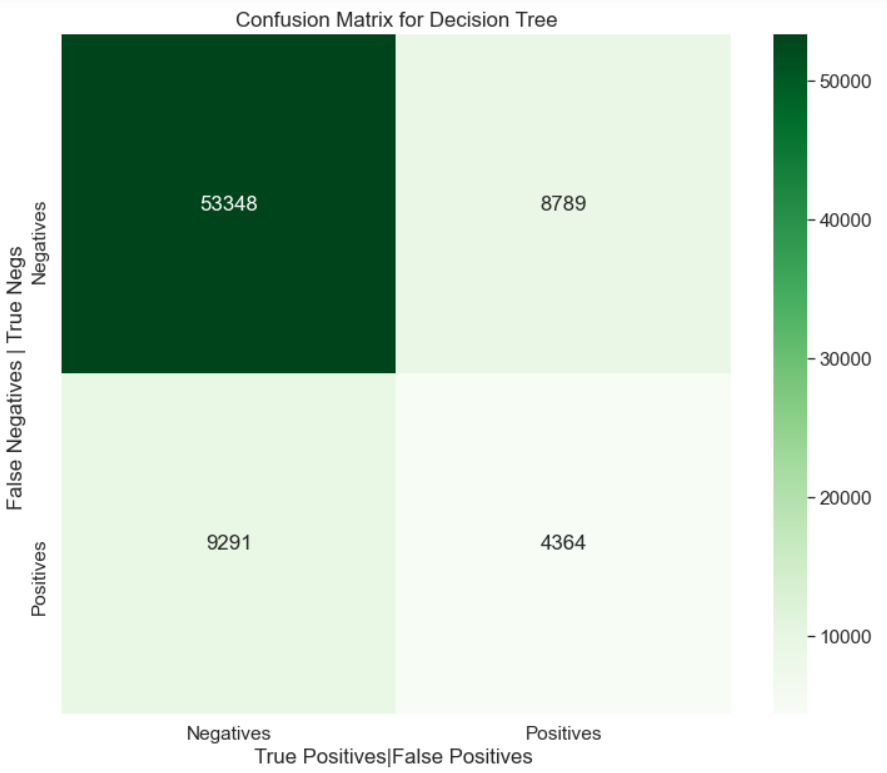 Confusion Matrix for Decision Tree
False Negatives | True Negs
Negatives
Positives
53348
8789
9291
4364
Negatives
Positives
True Positives|False Positives
50000
40000
30000
20000
10000